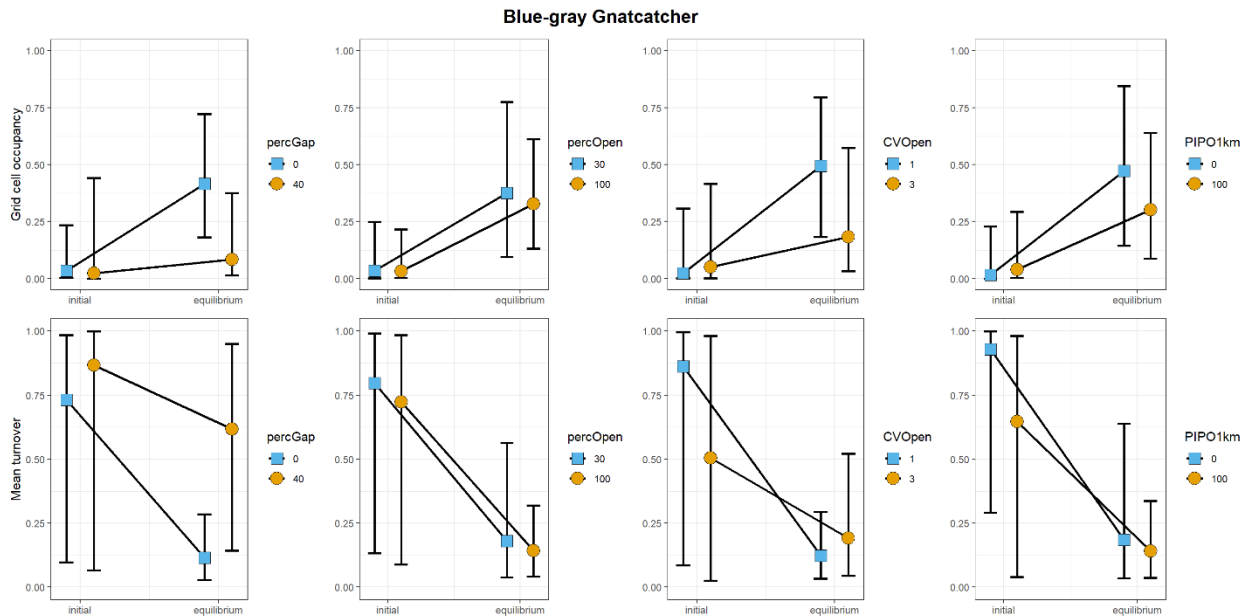 Blue-gray Gnatcatcher
Grid cell occupancy
1.00
0.75
0.50
0.25
0.00
initial
equilibrium
percGap
0
40
1.00
0.75
0.50
0.25
0.00
initial
equilibrium
percOpen
30
100
1.00
0.75
0.50
0.25
0.00
initial
equilibrium
CVOpen
1
3
1.00
0.75
0.50
0.25
0.00
initial
equilibrium
PIPO1km
0
100
Mean turnover
1.00
0.75
0.50
0.25
0.00
initial
equilibrium
percGap
0
40
1.00
0.75
0.50
0.25
0.00
initial
equilibrium
percOpen
30
100
1.00
0.75
0.50
0.25
0.00
initial
equilibrium
CVOpen
1
3
1.00
0.75
0.50
0.25
0.00
initial
equilibrium
PIPO1km
0
100